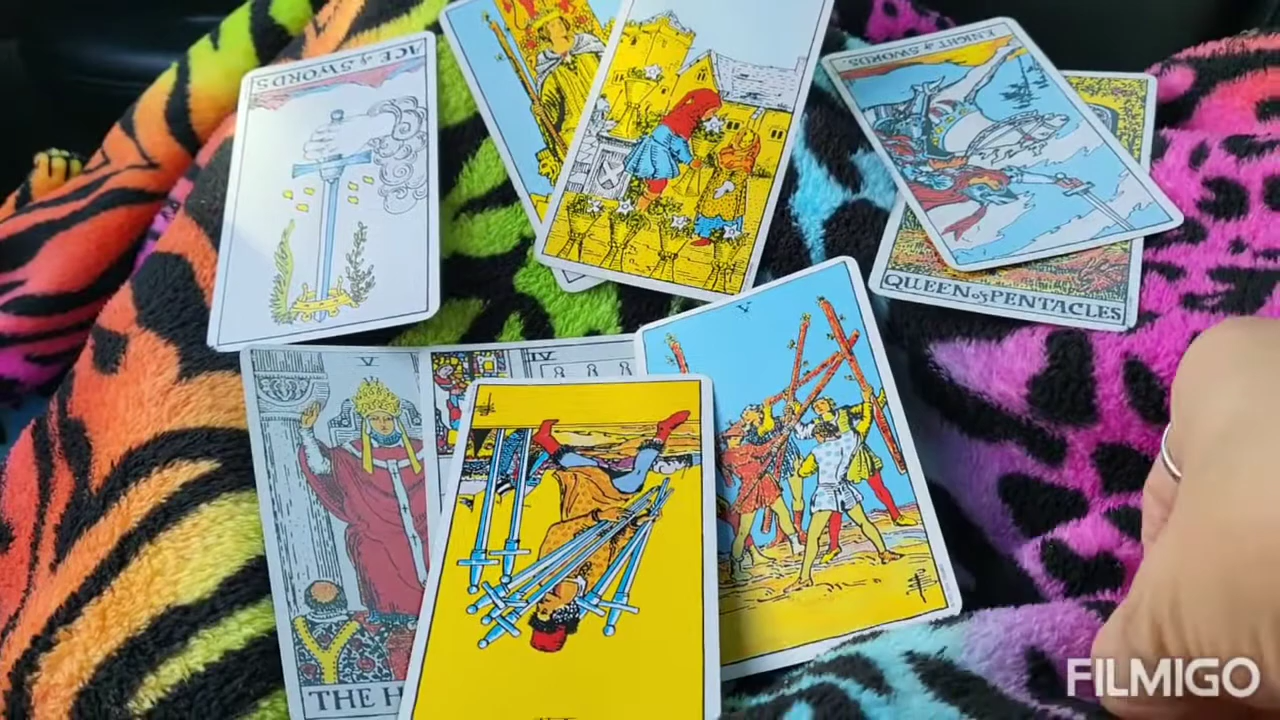 ACE of SWORDS.
KNIGHT of SWORDS.
QUEEN of PENTACLES
V
IV
V
THE H
FILMIGO